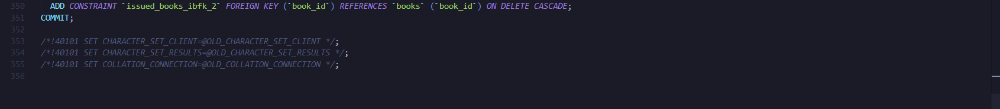 350 ADD CONSTRAINT `issued_books_ibfk_2` FOREIGN KEY (`book_id`) REFERENCES `books` (`book_id`) ON DELETE CASCADE;
351 COMMIT;
352
353 /*!40101 SET CHARACTER_SET_CLIENT=@OLD_CHARACTER_SET_CLIENT */;
354 /*!40101 SET CHARACTER_SET_RESULTS=@OLD_CHARACTER_SET_RESULTS */;
355 /*!40101 SET COLLATION_CONNECTION=@OLD_COLLATION_CONNECTION */;
356